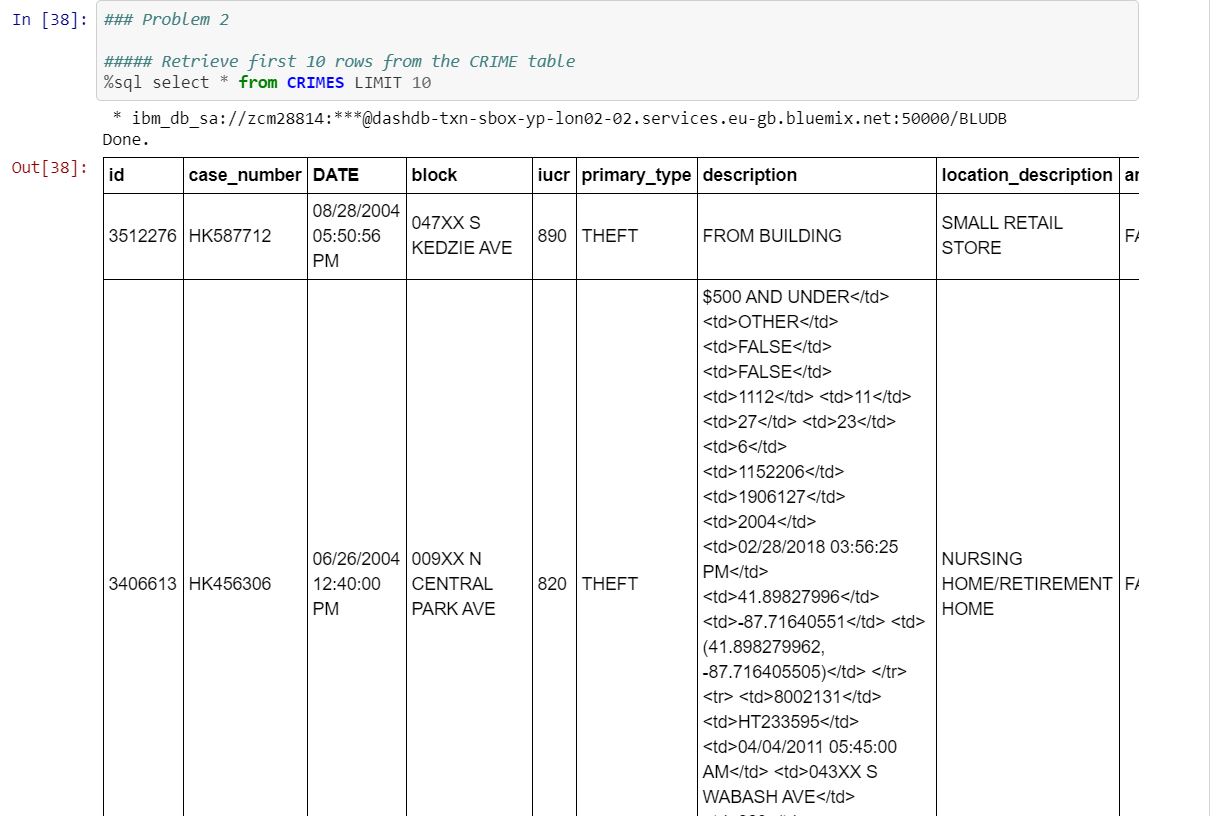 In [38]:
### Problem 2
##### Retrieve first 10 rows from the CRIME table
%sql select * from CRIMES LIMIT 10
* ibm_db_sa://zcm28814:***@dashdb-txn-sbox-yp-lon02-02.services.eu-gb.bluemix.net:50000/BLUDB
Done.
Out[38]:
id case_number DATE block iucr primary_type description location_description ar
3512276 HK587712
08/28/2004
05:50:56
PM
047XX S
KEDZIE AVE
890 THEFT FROM BUILDING
SMALL RETAIL
STORE
FA
3406613 HK456306
06/26/2004
12:40:00
PM
009XX N
CENTRAL
PARK AVE
820 THEFT
$500 AND UNDER</td>
<td>OTHER</td>
<td>FALSE</td>
<td>FALSE</td>
<td>1112</td> <td>11</td>
<td>27</td> <td>23</td>
<td>6</td>
<td>1152206</td>
<td>1906127</td>
<td>2004</td>
<td>02/28/2018 03:56:25
PM</td>
<td>41.89827996</td>
<td>-87.71640551</td> <td>
(41.898279962,
-87.716405505)</td> </tr>
<tr> <td>8002131</td>
<td>HT233595</td>
<td>04/04/2011 05:45:00
AM</td> <td>043XX S
WABASH AVE</td>
NURSING
HOME/RETIREMENT
HOME
FA